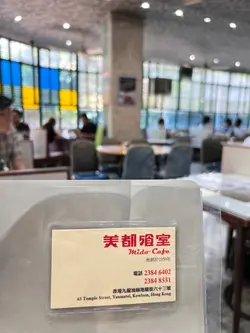 美都餐室
Mido Cafe
電話 2384 6402
2384 8531
香港九龍油麻地廟街六十三號
63 Temple Street, Yaumatei, Kowloon, Hong Kong